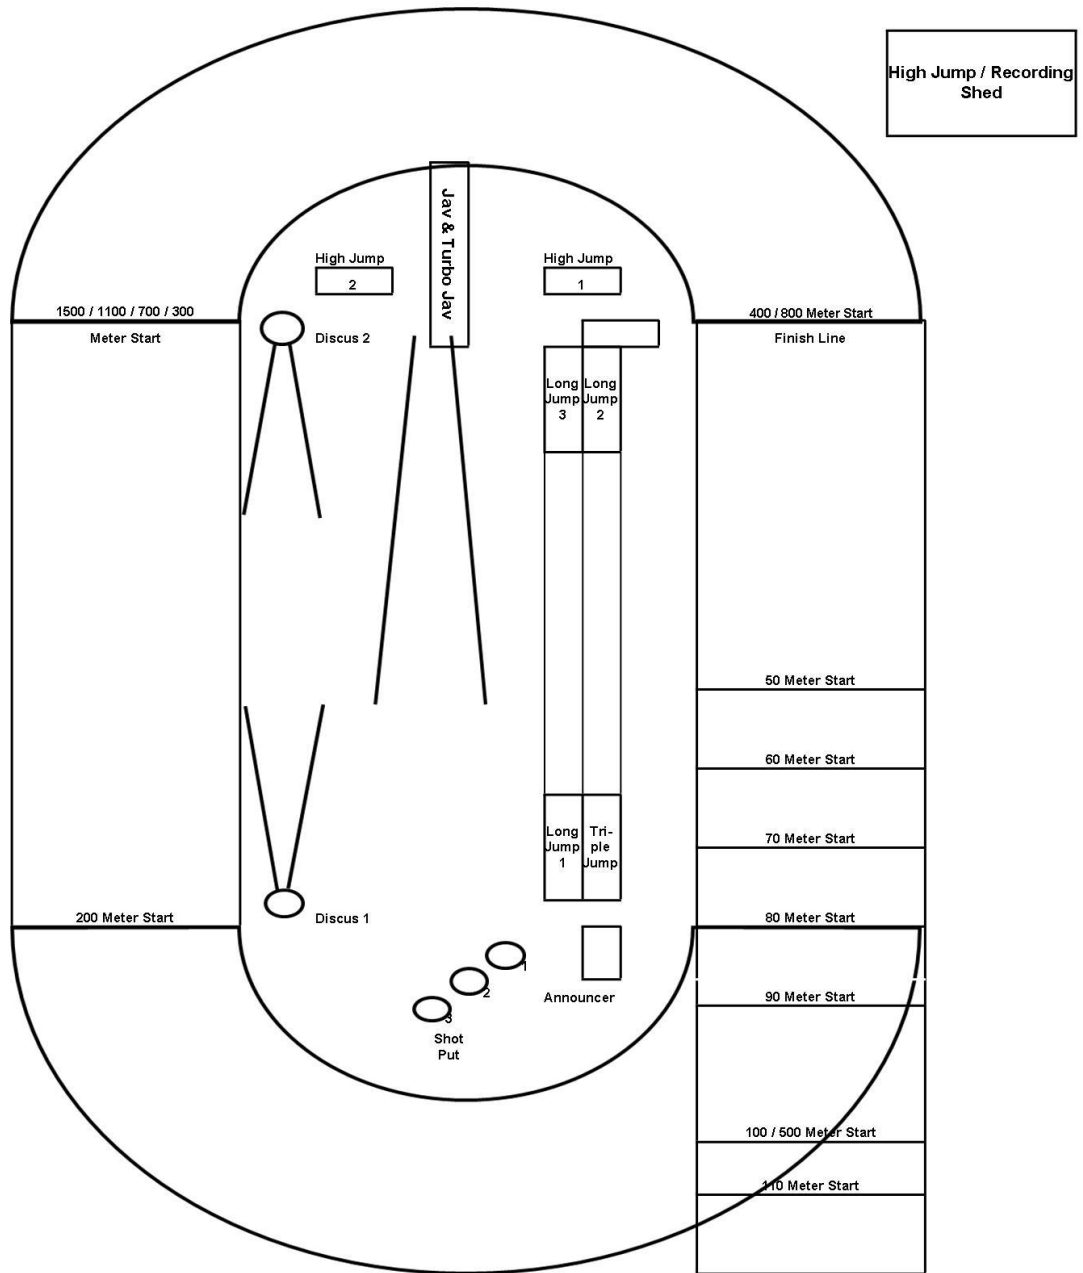 High Jump / Recording
Shed
Jav & Turbo Jav
High Jump
2
High Jump
1
1500 / 1100 / 700 / 300
Meter Start
Discus 2
400 / 800 Meter Start
Finish Line
Long
Jump
3
Long
Jump
2
50 Meter Start
60 Meter Start
70 Meter Start
Long
Jump
1
Tri-
ple
Jump
200 Meter Start
Discus 1
80 Meter Start
1
2
3
Shot
Put
Announcer
90 Meter Start
100 / 500 Meter Start
110 Meter Start